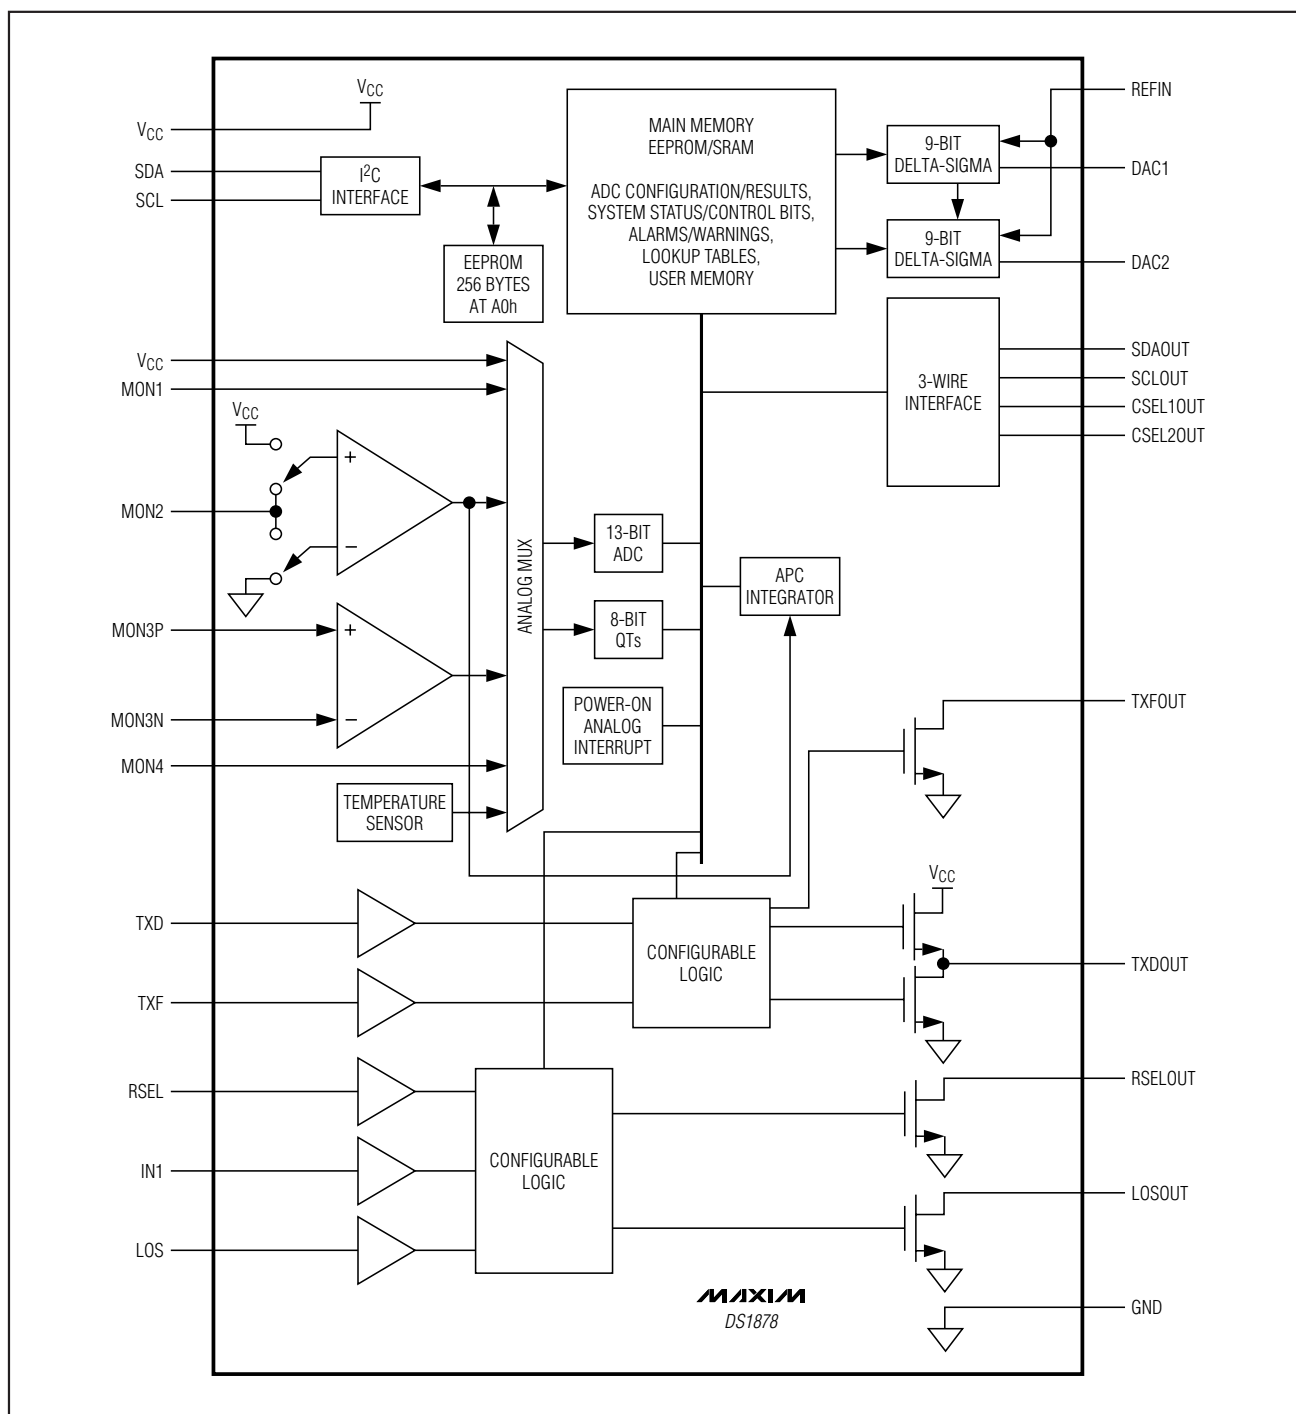 VCC
VCC
SDA
SCL
I2C
INTERFACE
EEPROM
256 BYTES
AT A0h
MAIN MEMORY
EEPROM/SRAM
ADC CONFIGURATION/RESULTS,
SYSTEM STATUS/CONTROL BITS,
ALARMS/WARNINGS,
LOOKUP TABLES,
USER MEMORY
9-BIT
DELTA-SIGMA
9-BIT
DELTA-SIGMA
REFIN
DAC1
DAC2
3-WIRE
INTERFACE
SDAOUT
SCLOUT
CSEL1OUT
CSEL2OUT
VCC
MON1
VCC
MON2
+
−
MON3P
MON3N
+
−
MON4
TEMPERATURE
SENSOR
ANALOG MUX
13-BIT
ADC
8-BIT
QTs
POWER-ON
ANALOG
INTERRUPT
APC
INTEGRATOR
TXFOUT
VCC
TXDOUT
TXD
TXF
CONFIGURABLE
LOGIC
RSEL
IN1
LOS
CONFIGURABLE
LOGIC
RSELOUT
LOSOUT
GND
MAXIM
DS1878